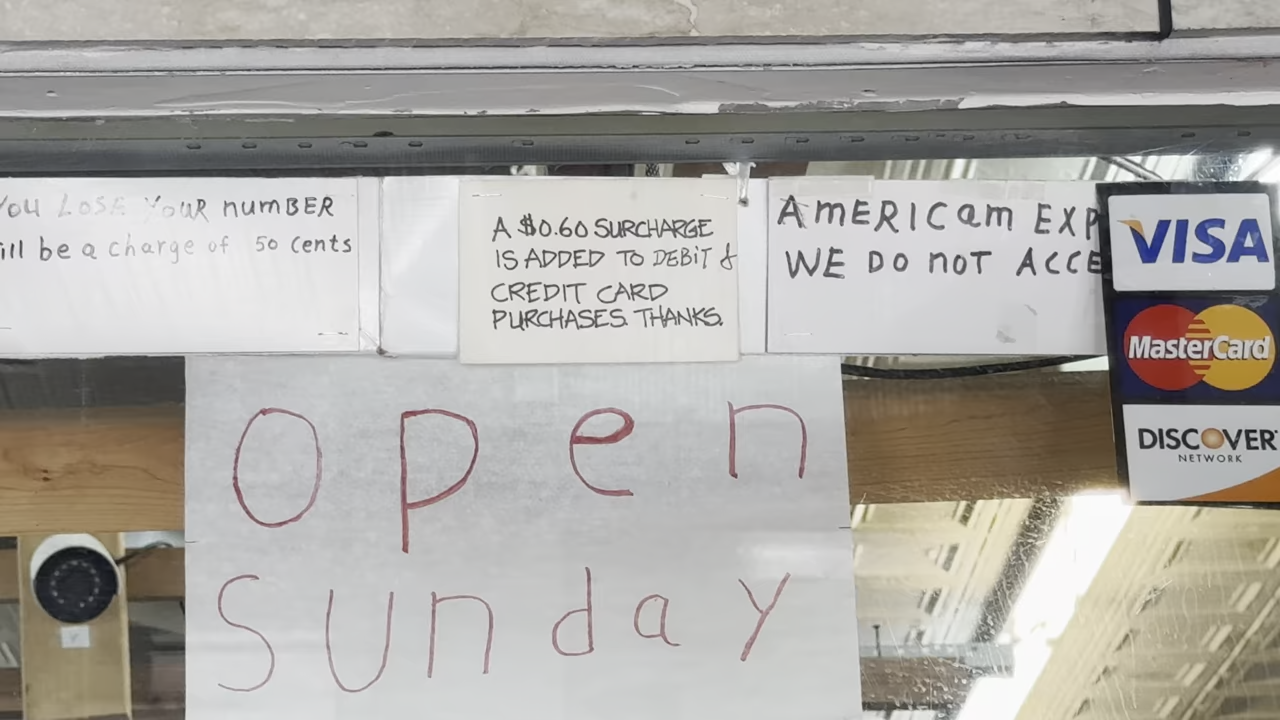 YOU LOSE YOUR nUmBER
ill be a charge of 50 cents
A $0.60 SURCHARGE
IS ADDED TO DEBiT &
CREDIT CARD
PURCHASES. THANKS.
AmERICam EXP
WE DO noT ACCE
VISA
MasterCard
DISCOVER
NETWORK
open
Sunday